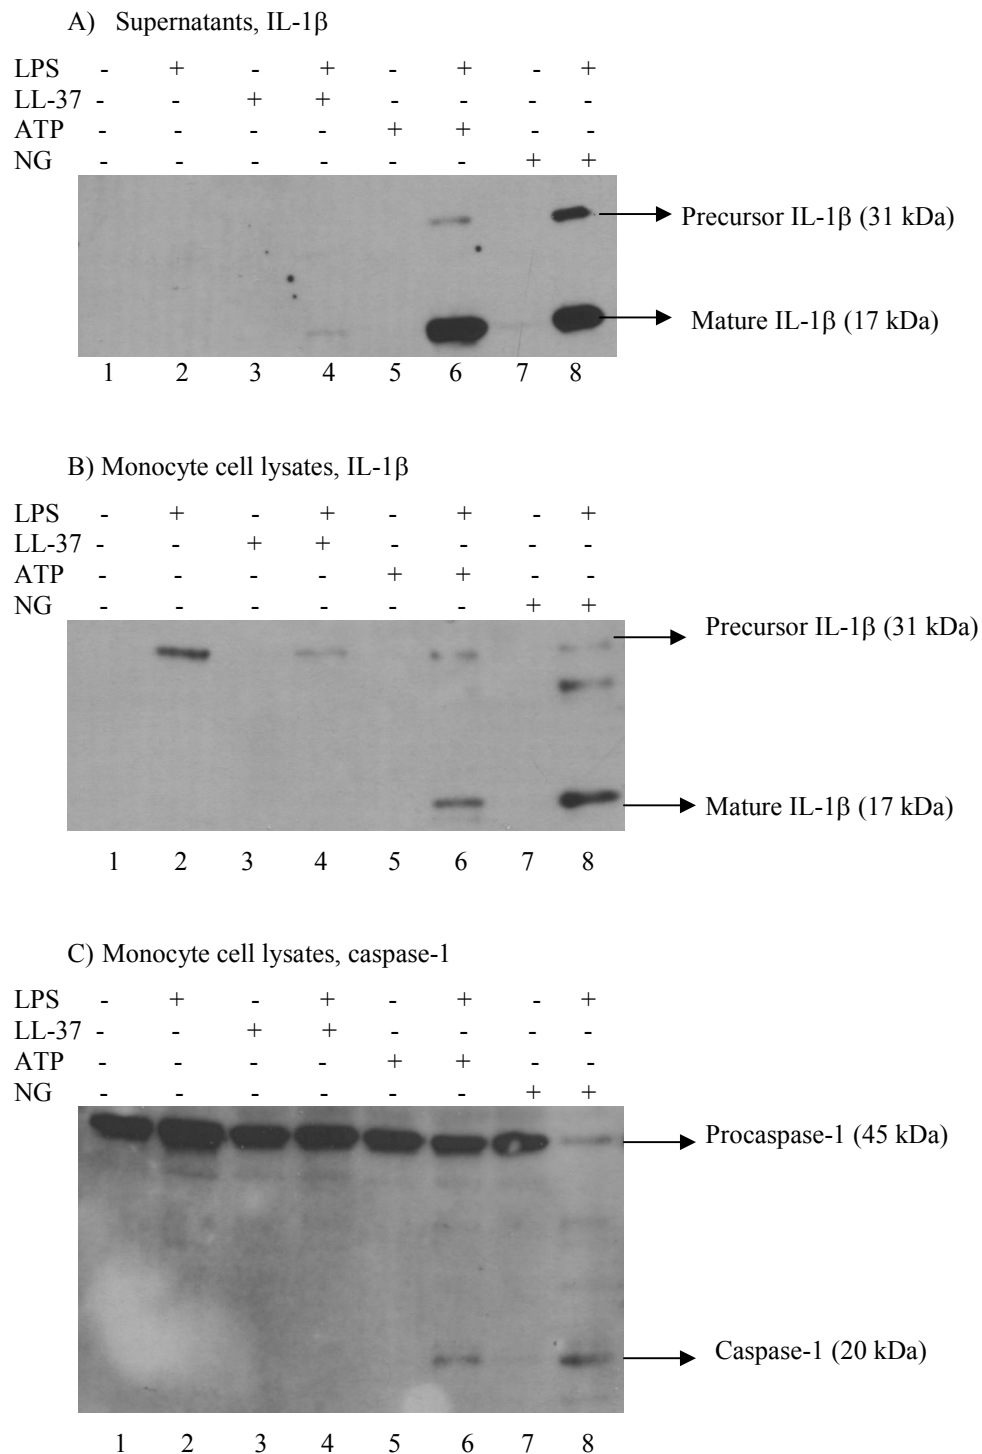 A) Supernatants, IL-1β
LPS - + - + - + - +
LL-37 - - + + - - - -
ATP - - - - + + - -
NG - - - - - - + +
Precursor IL-1β (31 kDa)
Mature IL-1β (17 kDa)
1 2 3 4 5 6 7 8
B) Monocyte cell lysates, IL-1β
LPS - + - + - + - +
LL-37 - - + + - - - -
ATP - - - - + + - -
NG - - - - - - + +
Precursor IL-1β (31 kDa)
Mature IL-1β (17 kDa)
1 2 3 4 5 6 7 8
C) Monocyte cell lysates, caspase-1
LPS - + - + - + - +
LL-37 - - + + - - - -
ATP - - - - + + - -
NG - - - - - - + +
Procaspase-1 (45 kDa)
Caspase-1 (20 kDa)
1 2 3 4 5 6 7 8